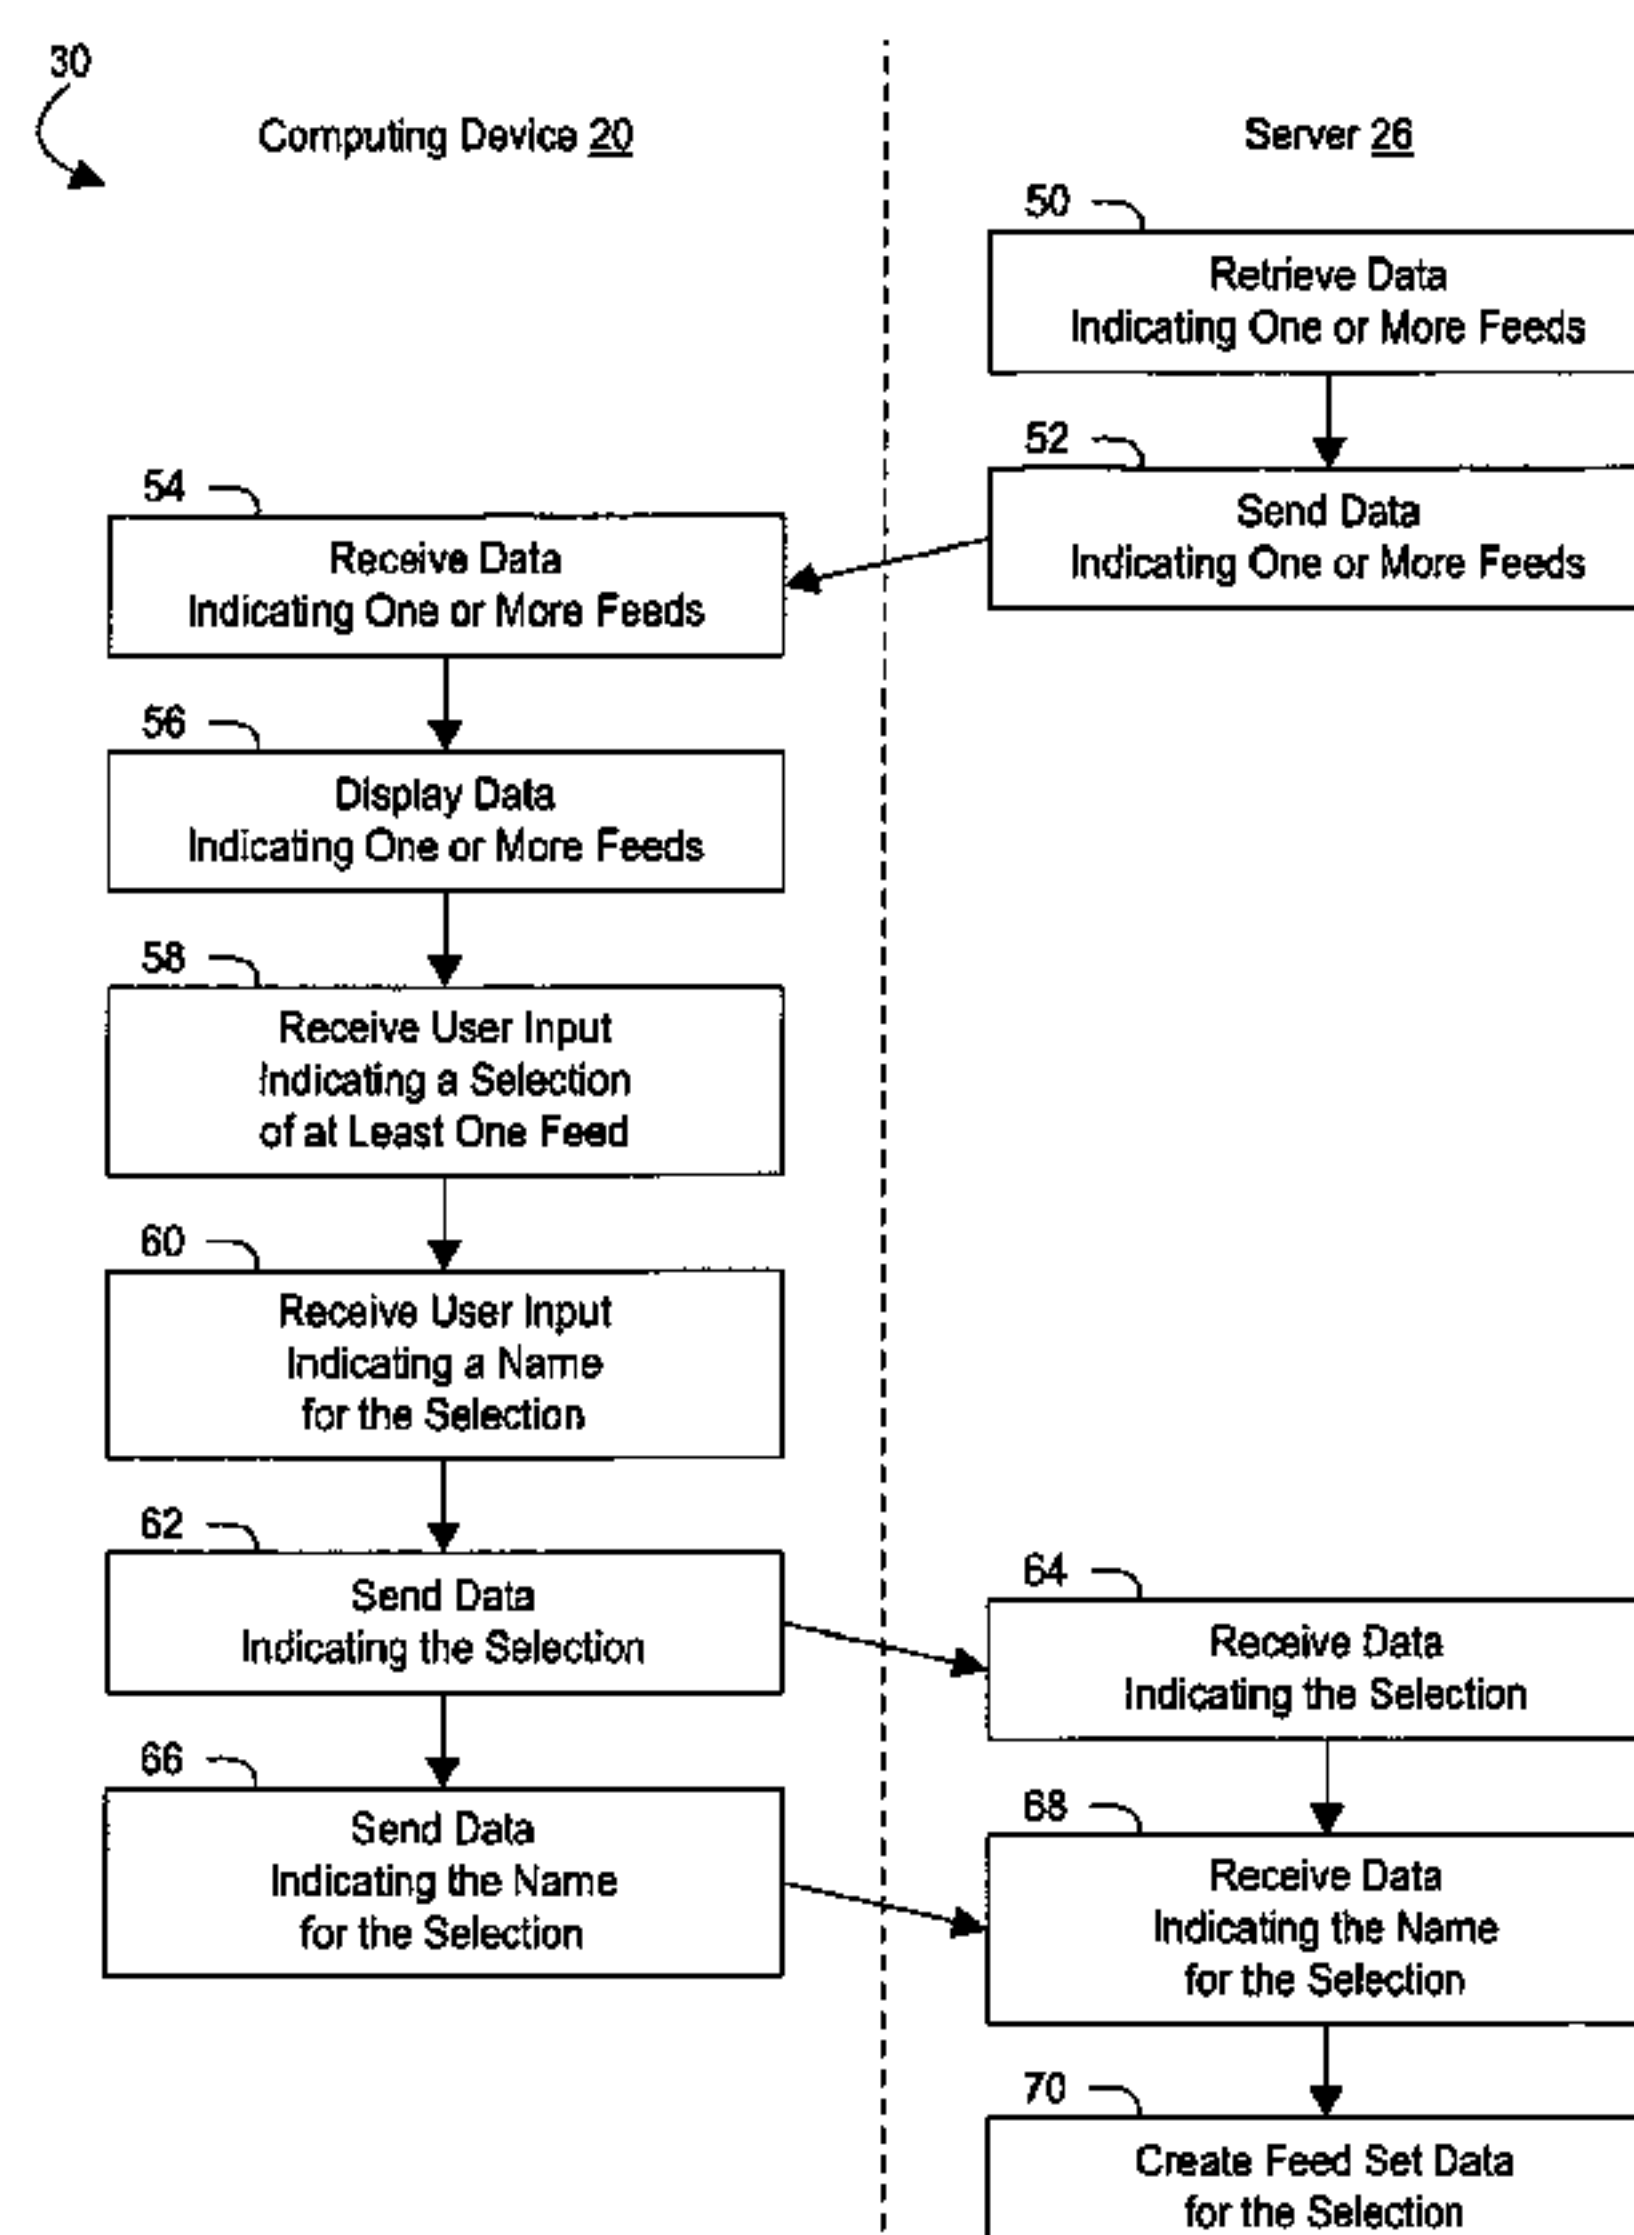 30
Computing Device 20
Server 26
50
Retrieve Data
Indicating One or More Feeds
52
Send Data
Indicating One or More Feeds
54
Receive Data
Indicating One or More Feeds
56
Display Data
Indicating One or More Feeds
58
Receive User Input
Indicating a Selection
of at Least One Feed
60
Receive User Input
Indicating a Name
for the Selection
62
Send Data
Indicating the Selection
64
Receive Data
Indicating the Selection
66
Send Data
Indicating the Name
for the Selection
68
Receive Data
Indicating the Name
for the Selection
70
Create Feed Set Data
for the Selection